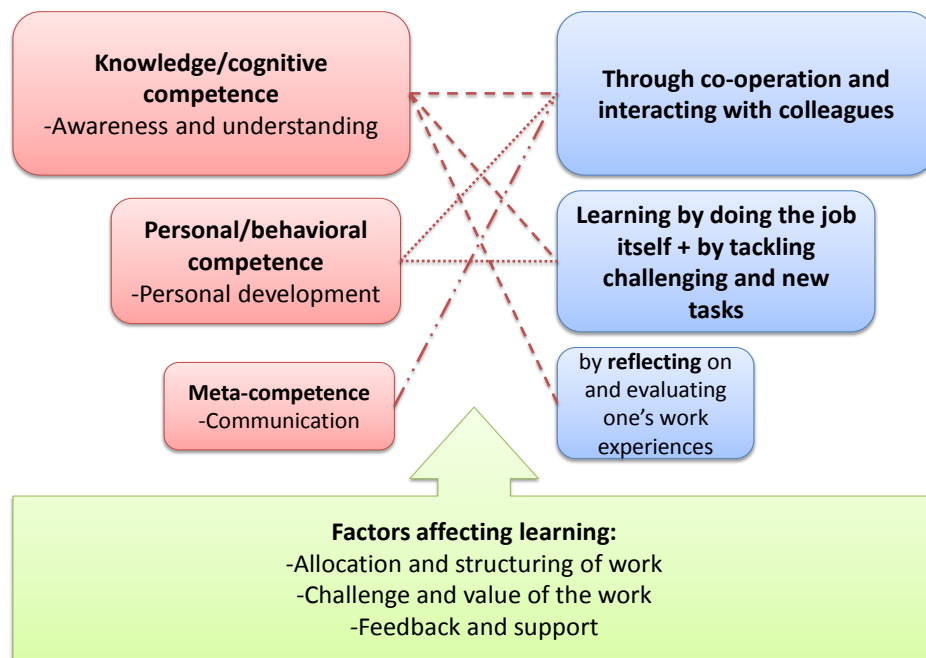 Knowledge/cognitive
competence
-Awareness and understanding
Through co-operation and
interacting with colleagues
Personal/behavioral
competence
-Personal development
Learning by doing the job
itself + by tackling
challenging and new
tasks
Meta-competence
-Communication
by reflecting on
and evaluating
one’s work
experiences
Factors affecting learning:
-Allocation and structuring of work
-Challenge and value of the work
-Feedback and support